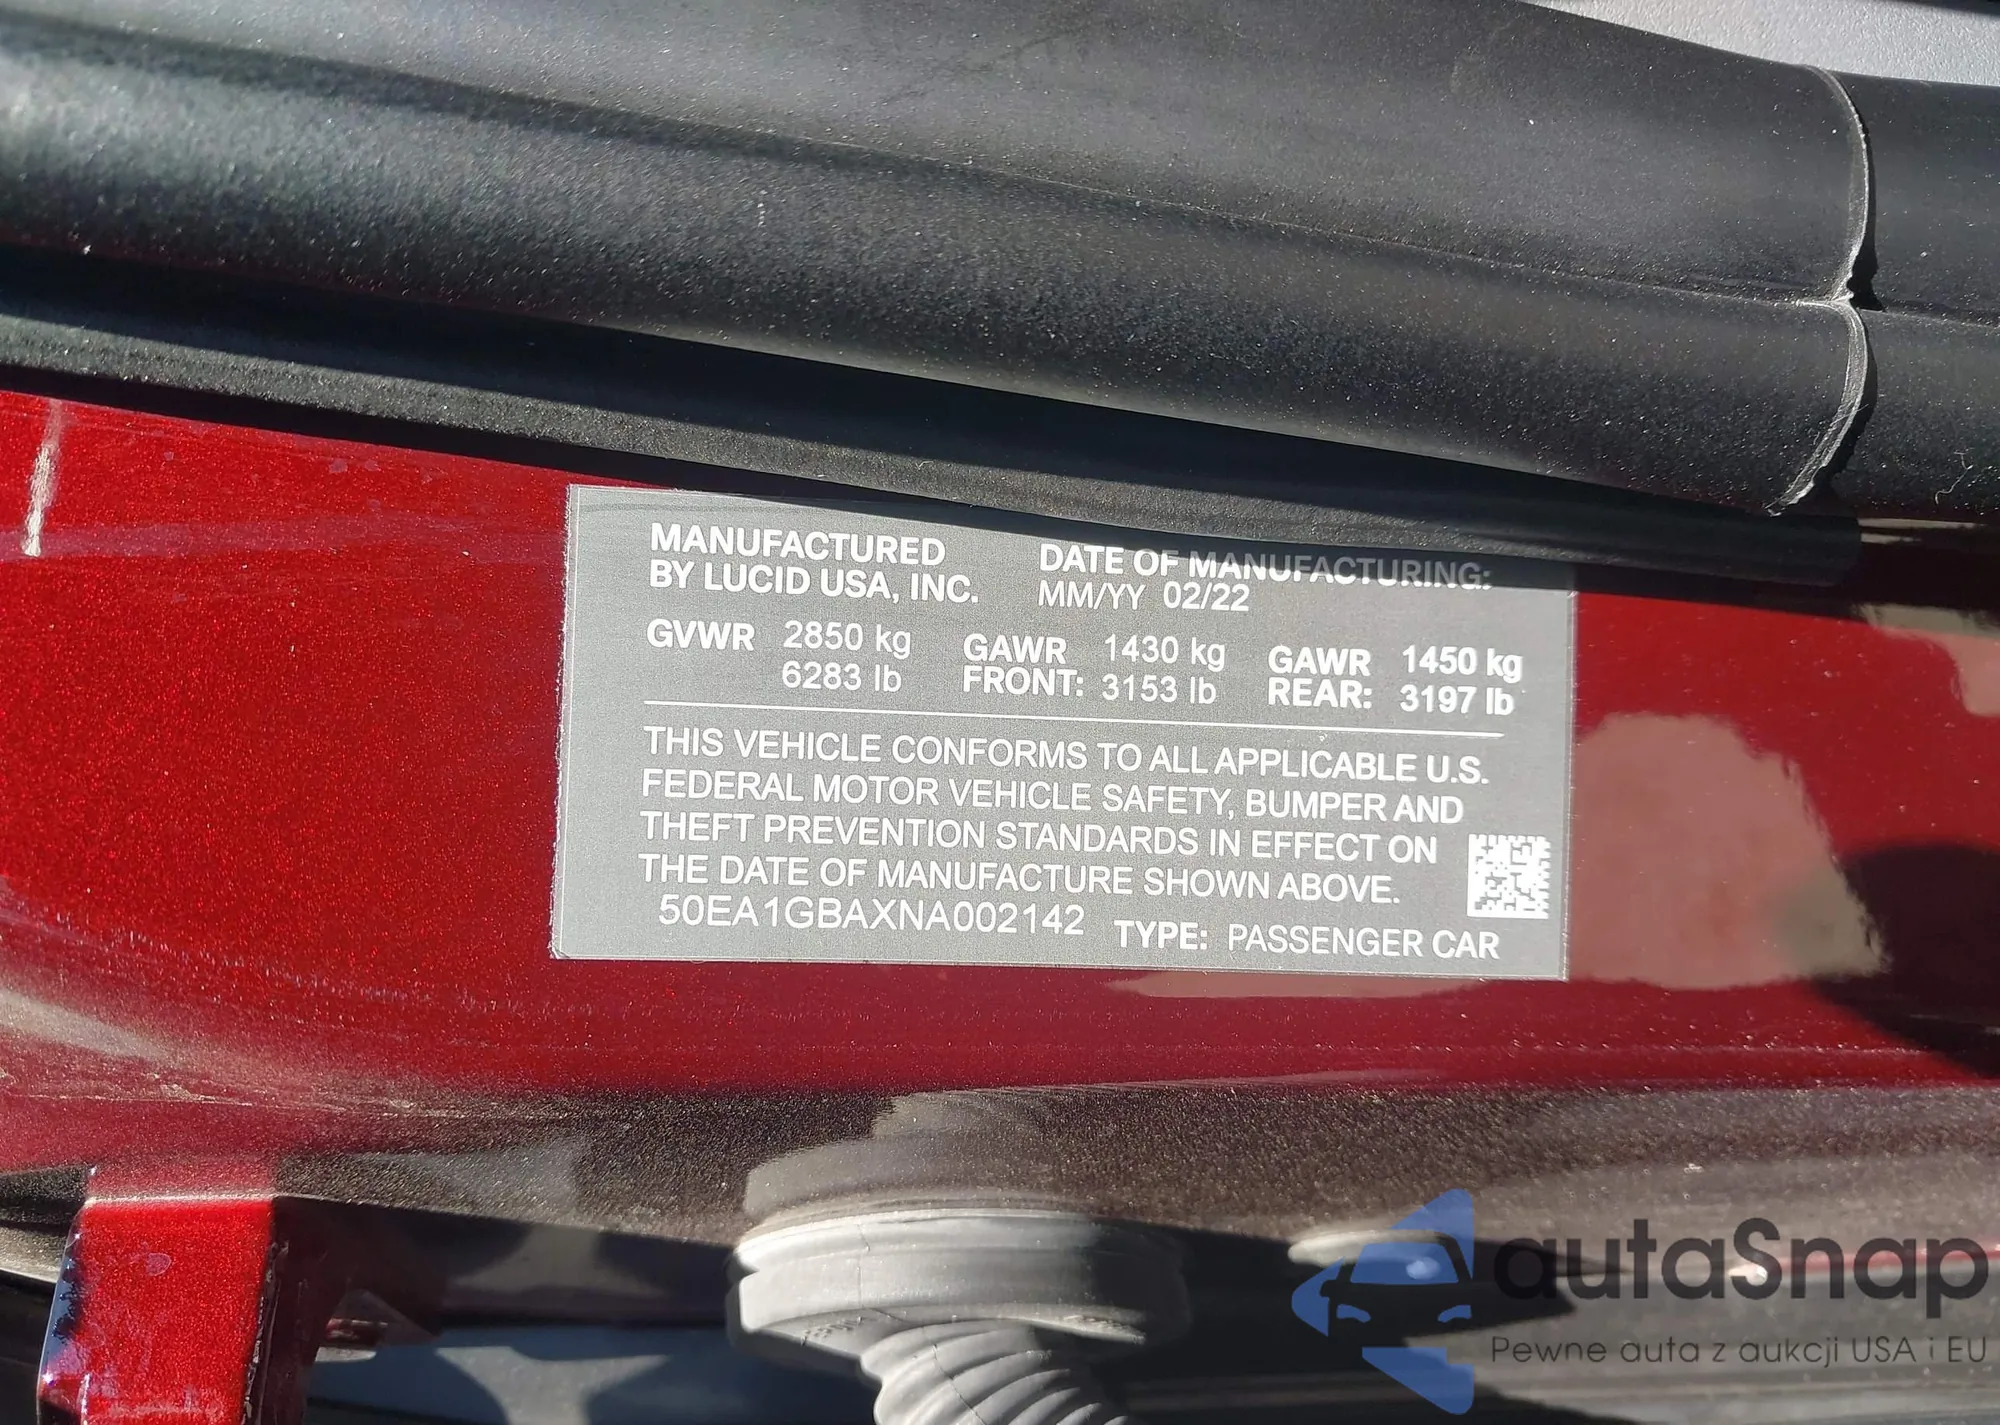 MANUFACTURED
BY LUCID USA, INC.
DATE OF MANUFACTURING:
MM/YY 02/22
GVWR 2850 kg
6283 lb
GAWR 1430 kg
FRONT: 3153 lb
GAWR 1450 kg
REAR: 3197 lb
THIS VEHICLE CONFORMS TO ALL APPLICABLE U.S.
FEDERAL MOTOR VEHICLE SAFETY, BUMPER AND
THEFT PREVENTION STANDARDS IN EFFECT ON
THE DATE OF MANUFACTURE SHOWN ABOVE.
50EA1GBAXNA002142 TYPE: PASSENGER CAR
autaSnap
Pewne auta z aukcji USA i EU